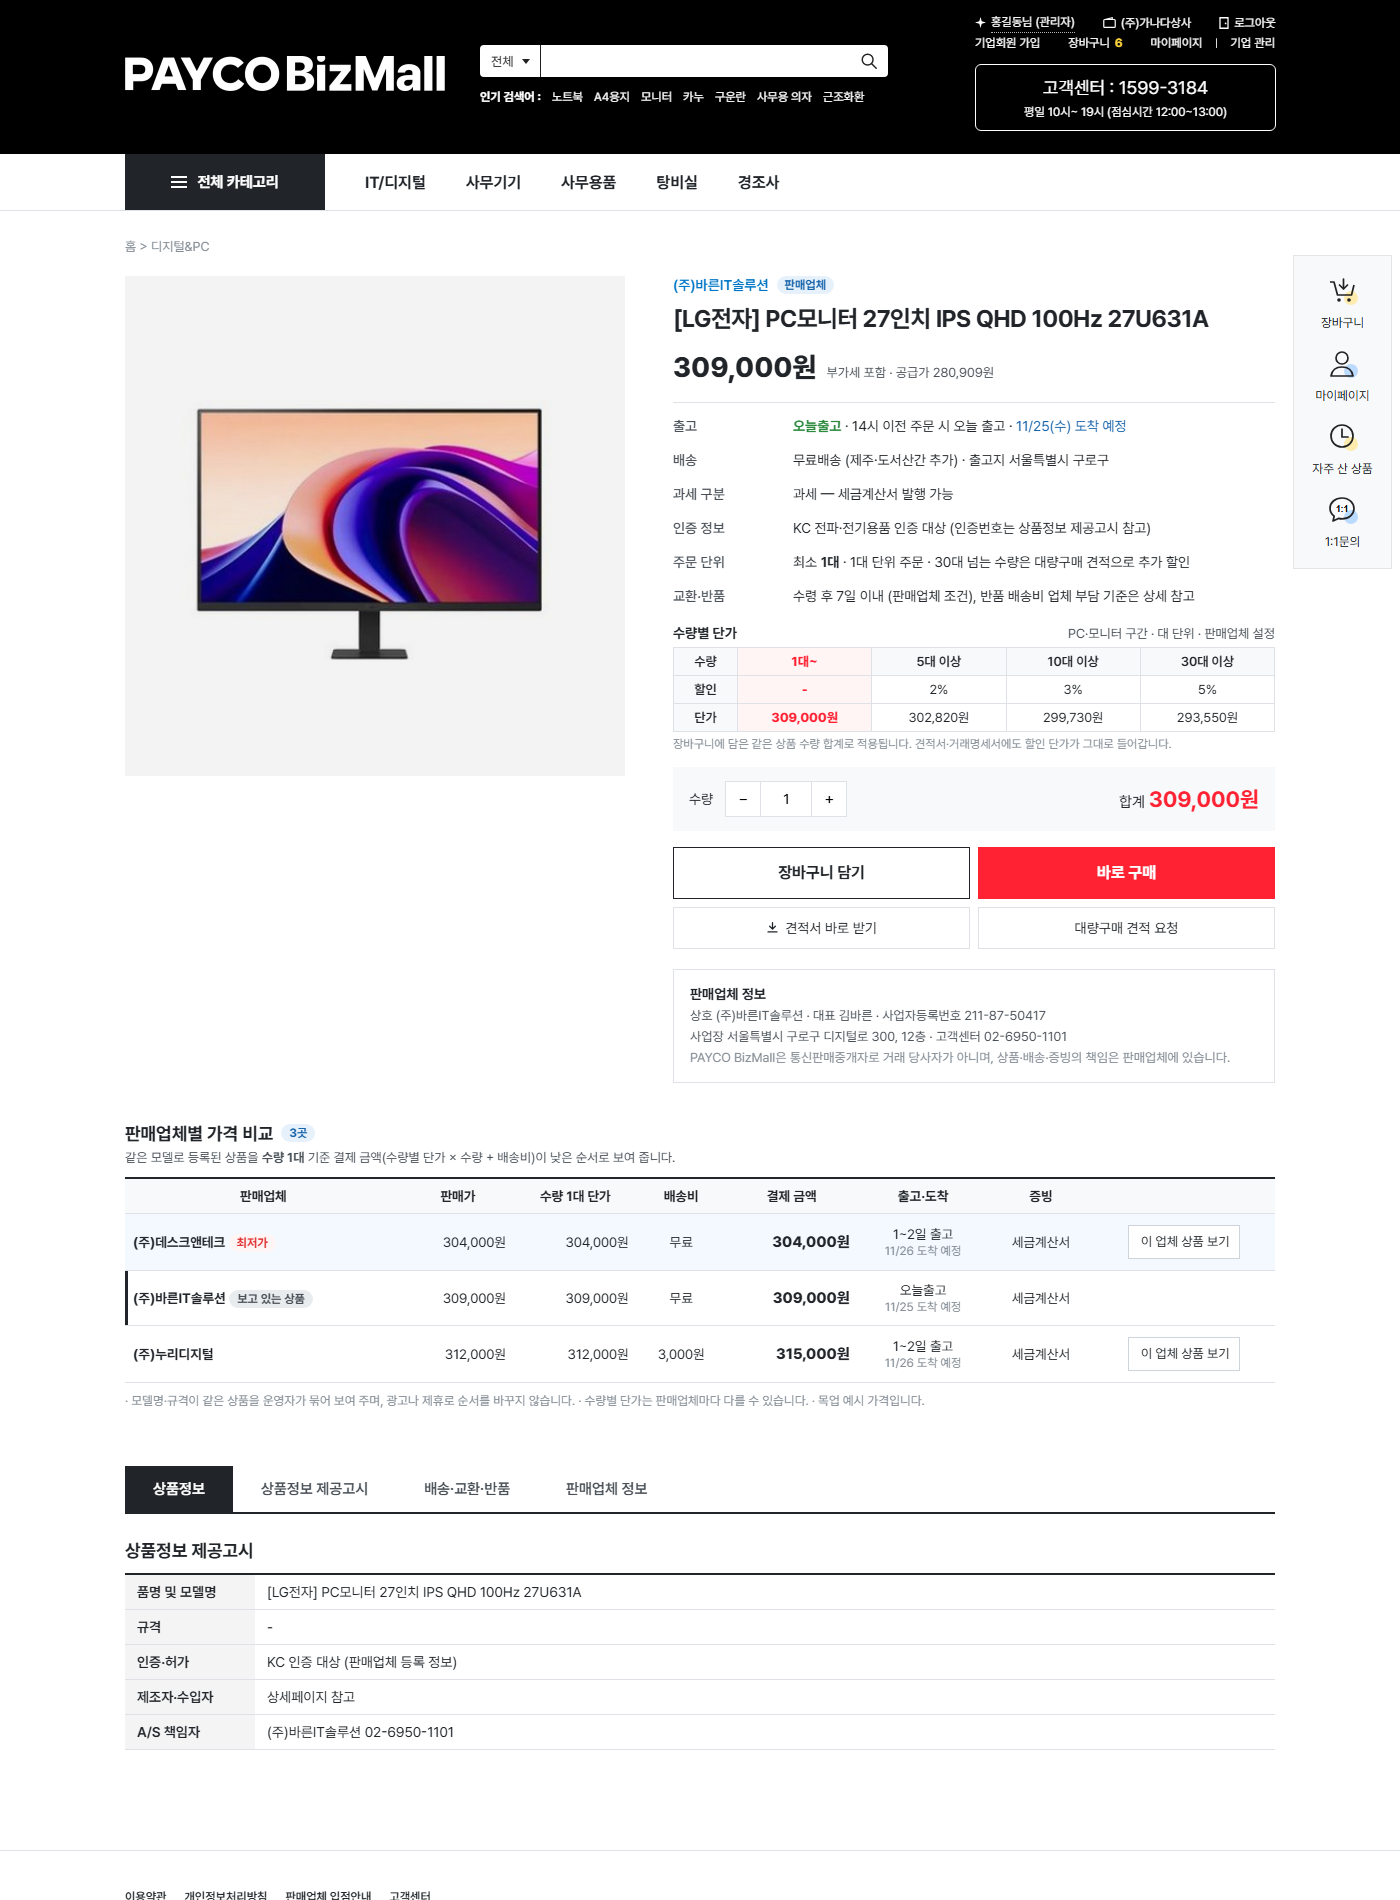 홍길동님 (관리자) (주)가나다상사 로그아웃
기업회원 가입 장바구니 6 마이페이지 | 기업 관리
PAYCO BizMall
전체
인기 검색어 : 노트북 A4용지 모니터 카누 구운란 사무용 의자 근조화환
고객센터 : 1599-3184
평일 10시~ 19시 (점심시간 12:00~13:00)
전체 카테고리 IT/디지털 사무기기 사무용품 탕비실 경조사
홈 > 디지털&PC
장바구니
마이페이지
자주 산 상품
1:1
1:1문의
(주)바른IT솔루션 판매업체
[LG전자] PC모니터 27인치 IPS QHD 100Hz 27U631A
309,000원 부가세 포함 · 공급가 280,909원
출고 오늘출고 · 14시 이전 주문 시 오늘 출고 · 11/25(수) 도착 예정
배송 무료배송 (제주·도서산간 추가) · 출고지 서울특별시 구로구
과세 구분 과세 — 세금계산서 발행 가능
인증 정보 KC 전파·전기용품 인증 대상 (인증번호는 상품정보 제공고시 참고)
주문 단위 최소 1대 · 1대 단위 주문 · 30대 넘는 수량은 대량구매 견적으로 추가 할인
교환·반품 수령 후 7일 이내 (판매업체 조건), 반품 배송비 업체 부담 기준은 상세 참고
수량별 단가 PC·모니터 구간 · 대 단위 · 판매업체 설정
수량 1대~ 5대 이상 10대 이상 30대 이상
할인 - 2% 3% 5%
단가 309,000원 302,820원 299,730원 293,550원
장바구니에 담은 같은 상품 수량 합계로 적용됩니다. 견적서·거래명세서에도 할인 단가가 그대로 들어갑니다.
수량 − 1 + 합계 309,000원
장바구니 담기 바로 구매
견적서 바로 받기 대량구매 견적 요청
판매업체 정보
상호 (주)바른IT솔루션 · 대표 김바른 · 사업자등록번호 211-87-50417
사업장 서울특별시 구로구 디지털로 300, 12층 · 고객센터 02-6950-1101
PAYCO BizMall은 통신판매중개자로 거래 당사자가 아니며, 상품·배송·증빙의 책임은 판매업체에 있습니다.
판매업체별 가격 비교 3곳
같은 모델로 등록된 상품을 수량 1대 기준 결제 금액(수량별 단가 × 수량 + 배송비)이 낮은 순서로 보여 줍니다.
판매업체 판매가 수량 1대 단가 배송비 결제 금액 출고·도착 증빙
(주)데스크앤테크 최저가 304,000원 304,000원 무료 304,000원 1~2일 출고 세금계산서 이 업체 상품 보기
11/26 도착 예정
(주)바른IT솔루션 보고 있는 상품 309,000원 309,000원 무료 309,000원 오늘출고 세금계산서
11/25 도착 예정
(주)누리디지털 312,000원 312,000원 3,000원 315,000원 1~2일 출고 세금계산서 이 업체 상품 보기
11/26 도착 예정
· 모델명·규격이 같은 상품을 운영자가 묶어 보여 주며, 광고나 제휴로 순서를 바꾸지 않습니다. · 수량별 단가는 판매업체마다 다를 수 있습니다. · 목업 예시 가격입니다.
상품정보 상품정보 제공고시 배송·교환·반품 판매업체 정보
상품정보 제공고시
품명 및 모델명 [LG전자] PC모니터 27인치 IPS QHD 100Hz 27U631A
규격 -
인증·허가 KC 인증 대상 (판매업체 등록 정보)
제조자·수입자 상세페이지 참고
A/S 책임자 (주)바른IT솔루션 02-6950-1101
이용약관 개인정보처리방침 판매업체 입점안내 고객센터